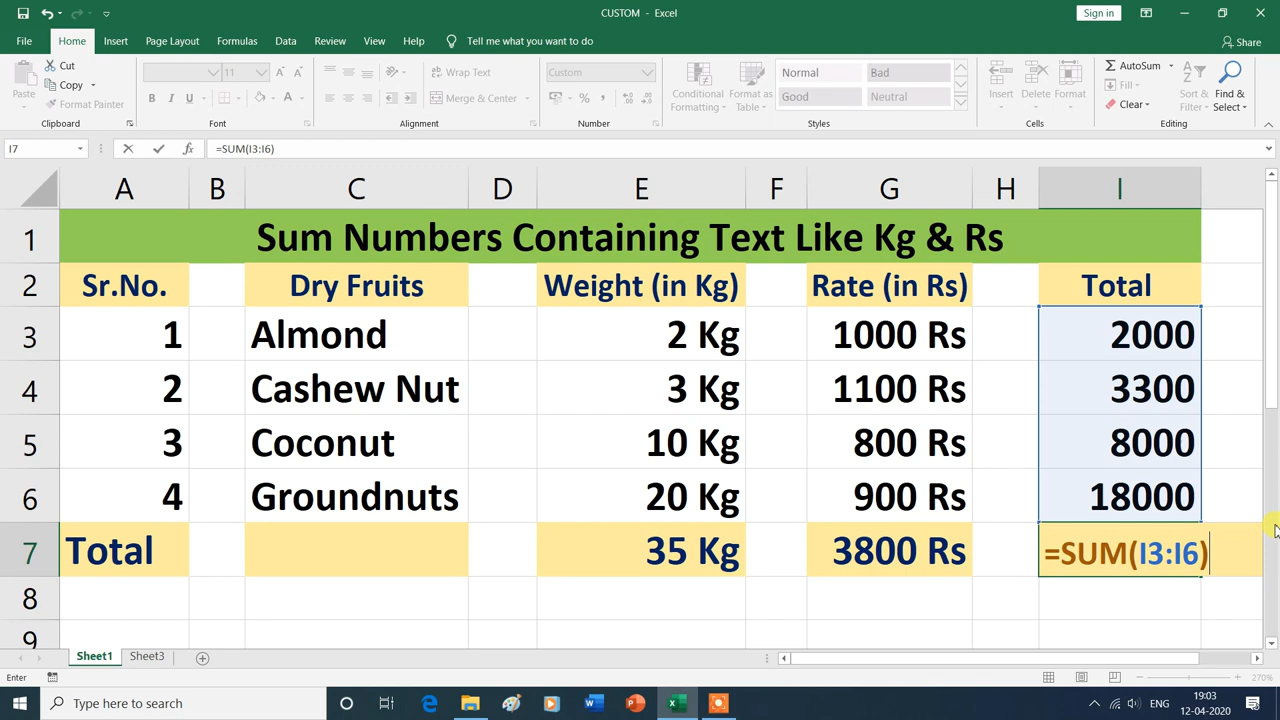 CUSTOM - Excel
Sign in
File Home Insert Page Layout Formulas Data Review View Help Tell me what you want to do Share
Paste
Cut
Copy
Format Painter
Clipboard
11
A A
B I U A
Font
Wrap Text
Merge & Center
Alignment
Custom
% ,
Number
Conditional Formatting
Format as Table
Normal Bad
Good Neutral
Styles
Insert Delete Format
Cells
AutoSum
Fill
Clear
Sort & Filter
Find & Select
Editing
I7 fx =SUM(I3:I6)
A B C D E F G H I
1 Sum Numbers Containing Text Like Kg & Rs
2 Sr.No. Dry Fruits Weight (in Kg) Rate (in Rs) Total
3 1 Almond 2 Kg 1000 Rs 2000
4 2 Cashew Nut 3 Kg 1100 Rs 3300
5 3 Coconut 10 Kg 800 Rs 8000
6 4 Groundnuts 20 Kg 900 Rs 18000
7 Total 35 Kg 3800 Rs =SUM(I3:I6)
8
9
Sheet1 Sheet3
Enter 270%
Type here to search
ENG
19:03
12-04-2020